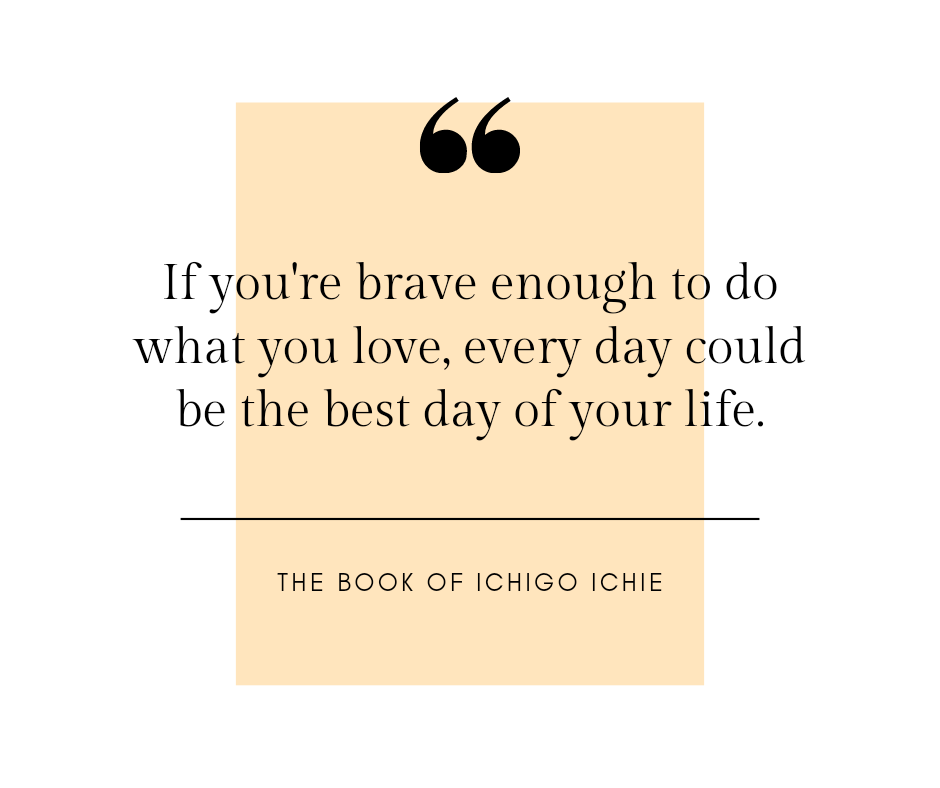 “
If you're brave enough to do
what you love, every day could
be the best day of your life.
THE BOOK OF ICHIGO ICHIE